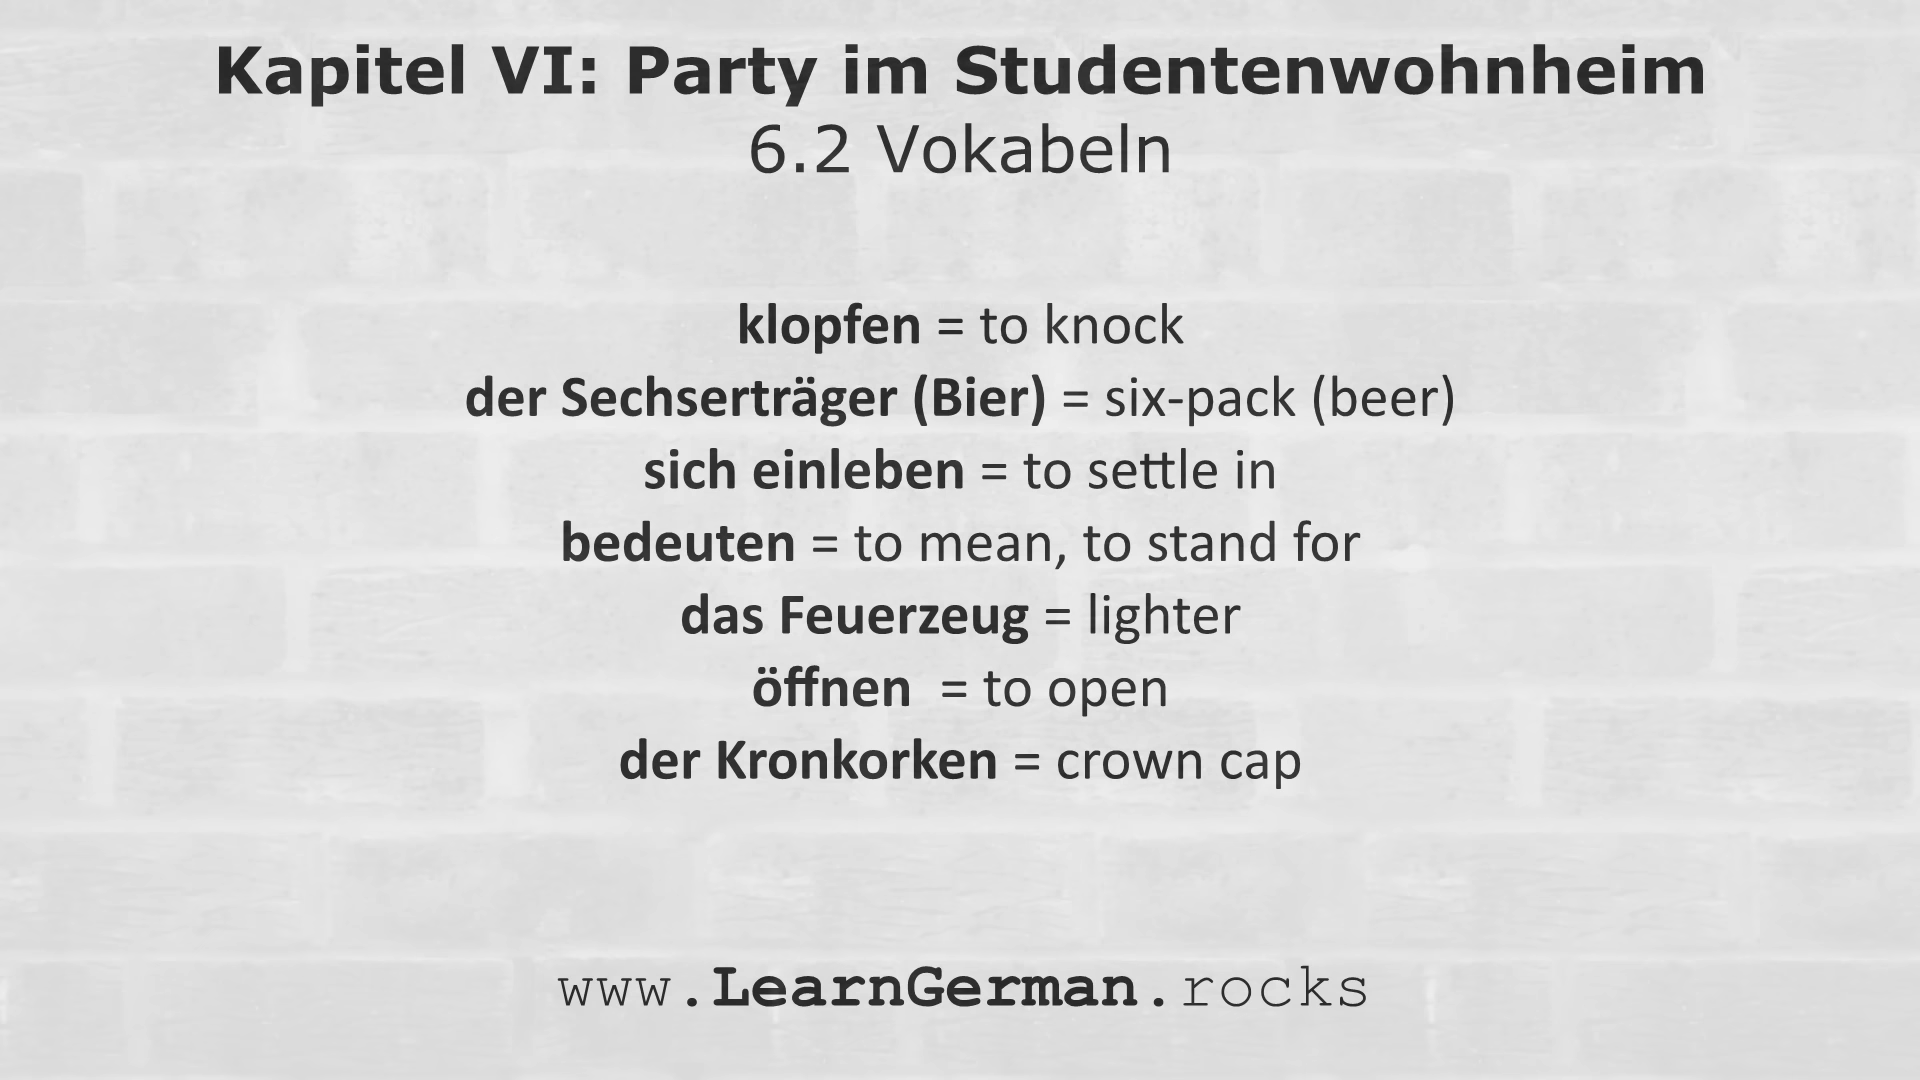 Kapitel VI: Party im Studentenwohnheim
6.2 Vokabeln
klopfen = to knock
der Sechserträger (Bier) = six-pack (beer)
sich einleben = to settle in
bedeuten = to mean, to stand for
das Feuerzeug = lighter
öffnen  = to open
der Kronkorken = crown cap
www.LearnGerman.rocks